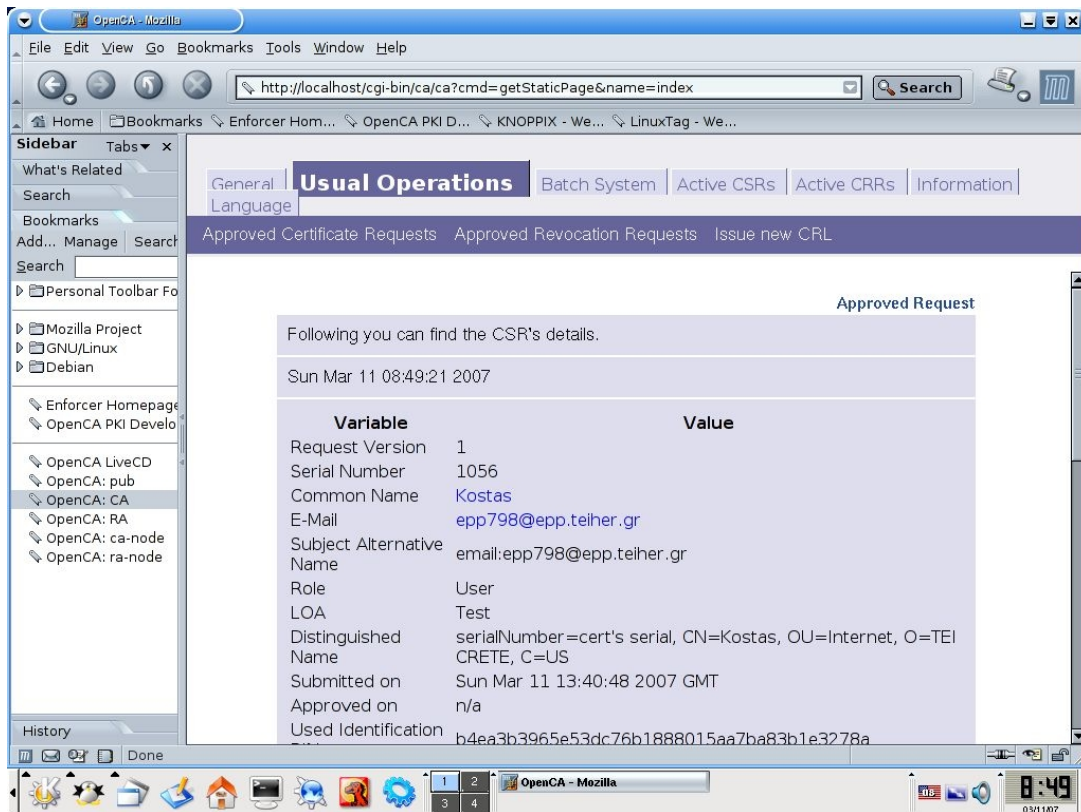 OpenCA - Mozilla
File Edit View Go Bookmarks Tools Window Help
http://localhost/cgi-bin/ca/ca?cmd=getStaticPage&name=index
Search
Home Bookmarks Enforcer Hom... OpenCA PKI D... KNOPPIX - We... LinuxTag - We...
Sidebar Tabs x
What's Related
Search
Bookmarks
Add... Manage Search
Search
Personal Toolbar Fo
Mozilla Project
GNU/Linux
Debian
Enforcer Homepage
OpenCA PKI Develo
OpenCA LiveCD
OpenCA: pub
OpenCA: CA
OpenCA: RA
OpenCA: ca-node
OpenCA: ra-node
History
General Usual Operations Batch System Active CSRs Active CRRs Information
Language
Approved Certificate Requests Approved Revocation Requests Issue new CRL
Approved Request
Following you can find the CSR's details.
Sun Mar 11 08:49:21 2007
Variable Value
Request Version 1
Serial Number 1056
Common Name Kostas
E-Mail epp798@epp.teiher.gr
Subject Alternative
Name email:epp798@epp.teiher.gr
Role User
LOA Test
Distinguished serialNumber=cert's serial, CN=Kostas, OU=Internet, O=TEI
Name CRETE, C=US
Submitted on Sun Mar 11 13:40:48 2007 GMT
Approved on n/a
Used Identification
b4ea3b3965e53dc76b1888015aa7ba83b1e3278a
Done
1 2
3 4
OpenCA - Mozilla
US
8:49
03/11/07